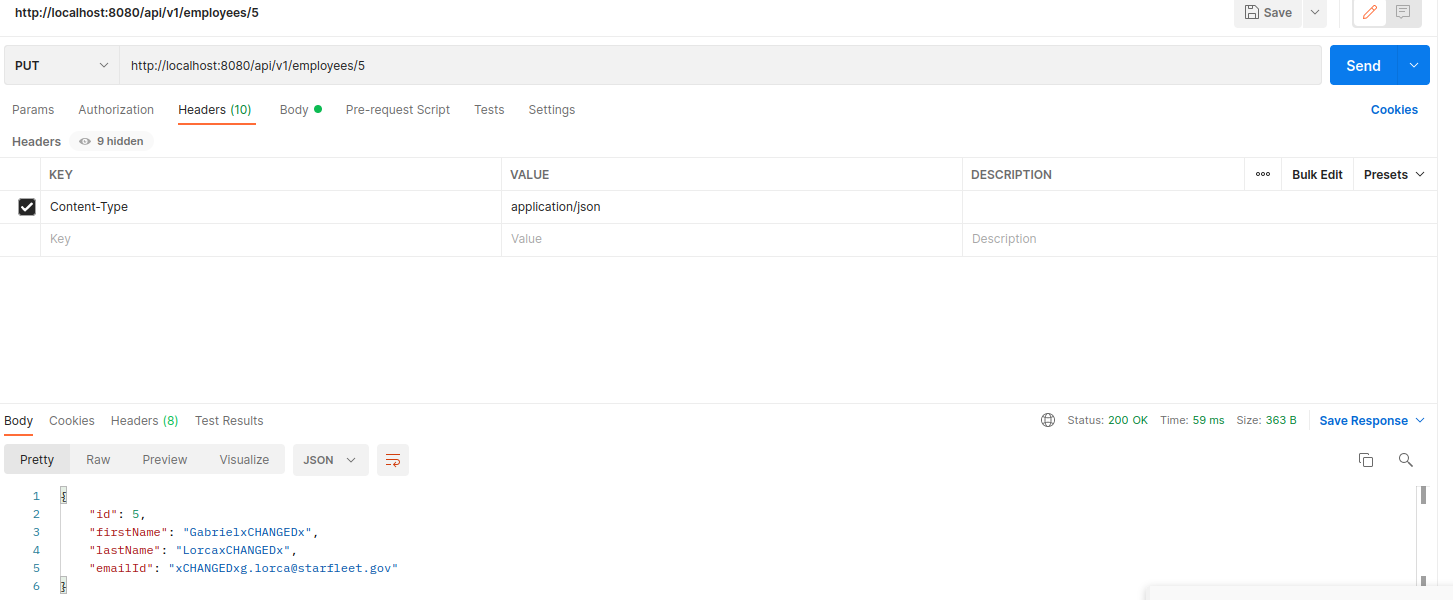 http://localhost:8080/api/v1/employees/5
Save
PUT
http://localhost:8080/api/v1/employees/5
Send
Params Authorization Headers (10) Body Pre-request Script Tests Settings Cookies
Headers 9 hidden
KEY VALUE DESCRIPTION Bulk Edit Presets
Content-Type application/json
Key Value Description
Body Cookies Headers (8) Test Results Status: 200 OK Time: 59 ms Size: 363 B Save Response
Pretty Raw Preview Visualize JSON
1 {
2 "id": 5,
3 "firstName": "GabrielxCHANGEDx",
4 "lastName": "LorcaxCHANGEDx",
5 "emailId": "xCHANGEDxg.lorca@starfleet.gov"
6 }